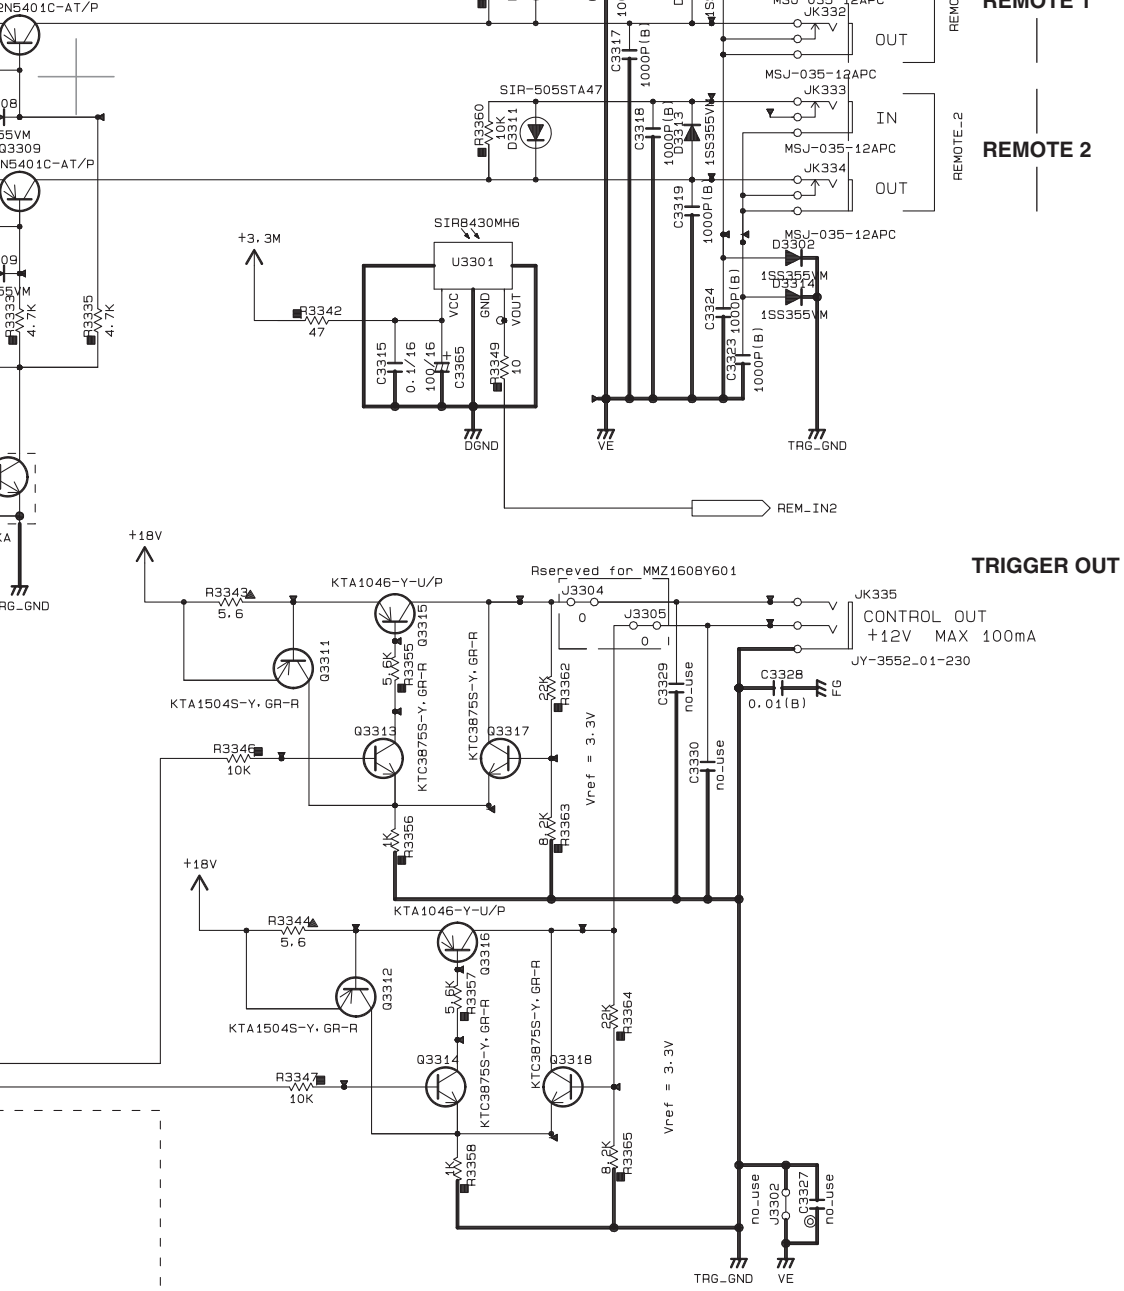 2N5401C-AT/P
MSJ-035-12APC
REMOTE 1
JK332
OUT
C3317
1000P(B)
MSJ-035-12APC
SIR-505STA47
JK333
IN
REMOTE_2
REMOTE 2
R3360
10K
D3311
C3318
1000P(B)
D3313
1SS355VM
MSJ-035-12APC
JK334
OUT
08
55VM
Q3309
2N5401C-AT/P
C3319
1000P(B)
MSJ-035-12APC
D3302
1SS355VM
D3314
1SS355VM
SIR8430MH6
U3301
+3.3M
VCC
GND
VOUT
09
55VM
R3333
4.7K
R3335
4.7K
R3342
47
C3315
0.1/16
100/16
C3365
R3349
10
C3324
1000P(B)
C3323
1000P(B)
DGND
VE
TRG_GND
REM_IN2
KA
TRG_GND
+18V
TRIGGER OUT
Rsereved for MMZ1608Y601
KTA1046-Y-U/P
R3343
5.6
Q3315
J3304
0
J3305
0
JK335
CONTROL OUT
+12V MAX 100mA
JY-3552_01-230
Q3311
KTA1504S-Y,GR-R
5.6K
R3355
KTC3875S-Y,GR-R
KTC3875S-Y,GR-R
22K
R3362
C3329
no_use
C3328
0.01(B)
FG
Q3313
Q3317
R3346
10K
Vref = 3.3V
C3330
no_use
1K
R3356
8.2K
R3363
+18V
KTA1046-Y-U/P
R3344
5.6
Q3316
Q3312
KTA1504S-Y,GR-R
5.6K
R3357
KTC3875S-Y,GR-R
KTC3875S-Y,GR-R
22K
R3364
Q3314
Q3318
R3347
10K
Vref = 3.3V
1K
R3358
8.2K
R3365
no_use
J3302
C3327
no_use
TRG_GND
VE